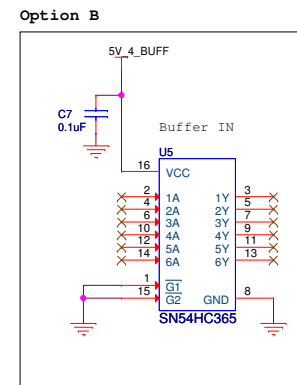 Option B
5V_4_BUFF
C7
0.1uF
Buffer IN
U5
16 VCC
2 1A 1Y 3
4 2A 2Y 5
6 3A 3Y 7
10 4A 4Y 9
12 5A 5Y 11
14 6A 6Y 13
1 G1
15 G2 GND 8
SN54HC365